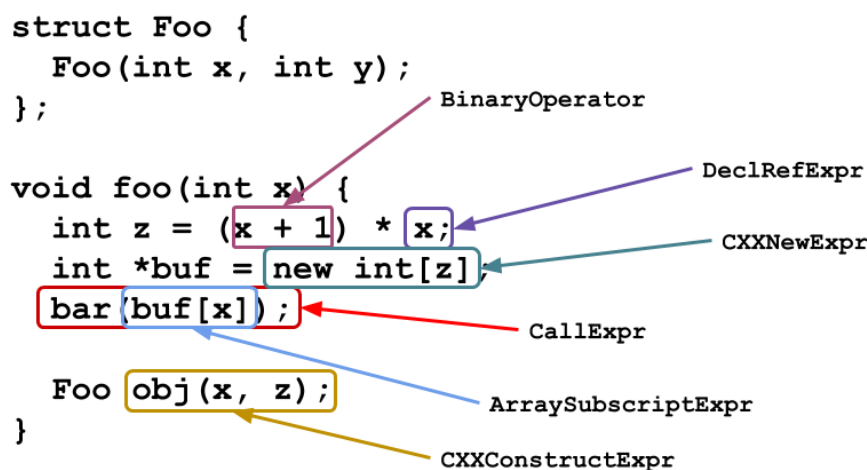 struct Foo {
  Foo(int x, int y);
};
BinaryOperator
void foo(int x) {
DeclRefExpr
  int z = (x + 1) * x;
CXXNewExpr
  int *buf = new int[z];
  bar(buf[x]);
CallExpr
  Foo obj(x, z);
ArraySubscriptExpr
}
CXXConstructExpr